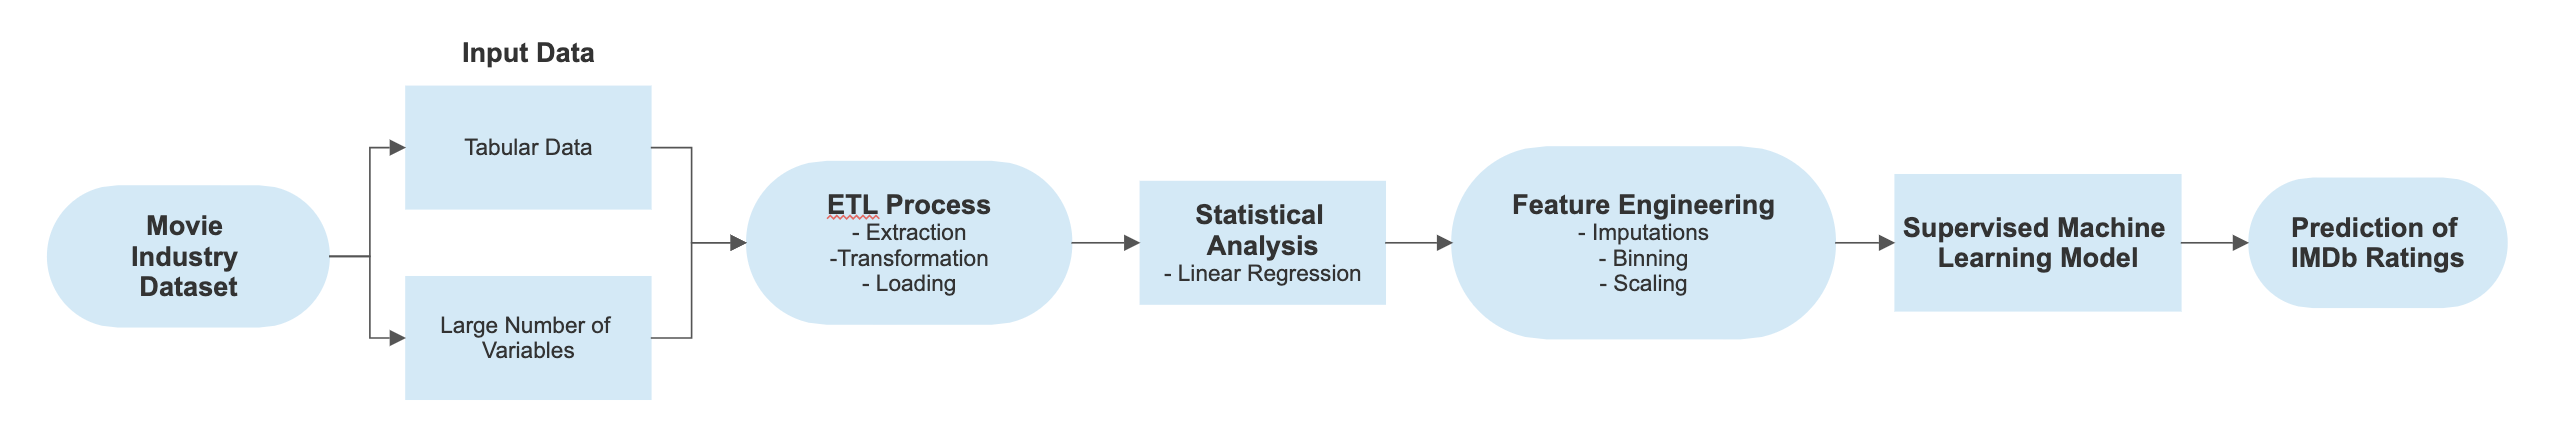 Input Data
Movie
Industry
Dataset
Tabular Data
Large Number of
Variables
ETL Process
- Extraction
-Transformation
- Loading
Statistical
Analysis
- Linear Regression
Feature Engineering
- Imputations
- Binning
- Scaling
Supervised Machine
Learning Model
Prediction of
IMDb Ratings